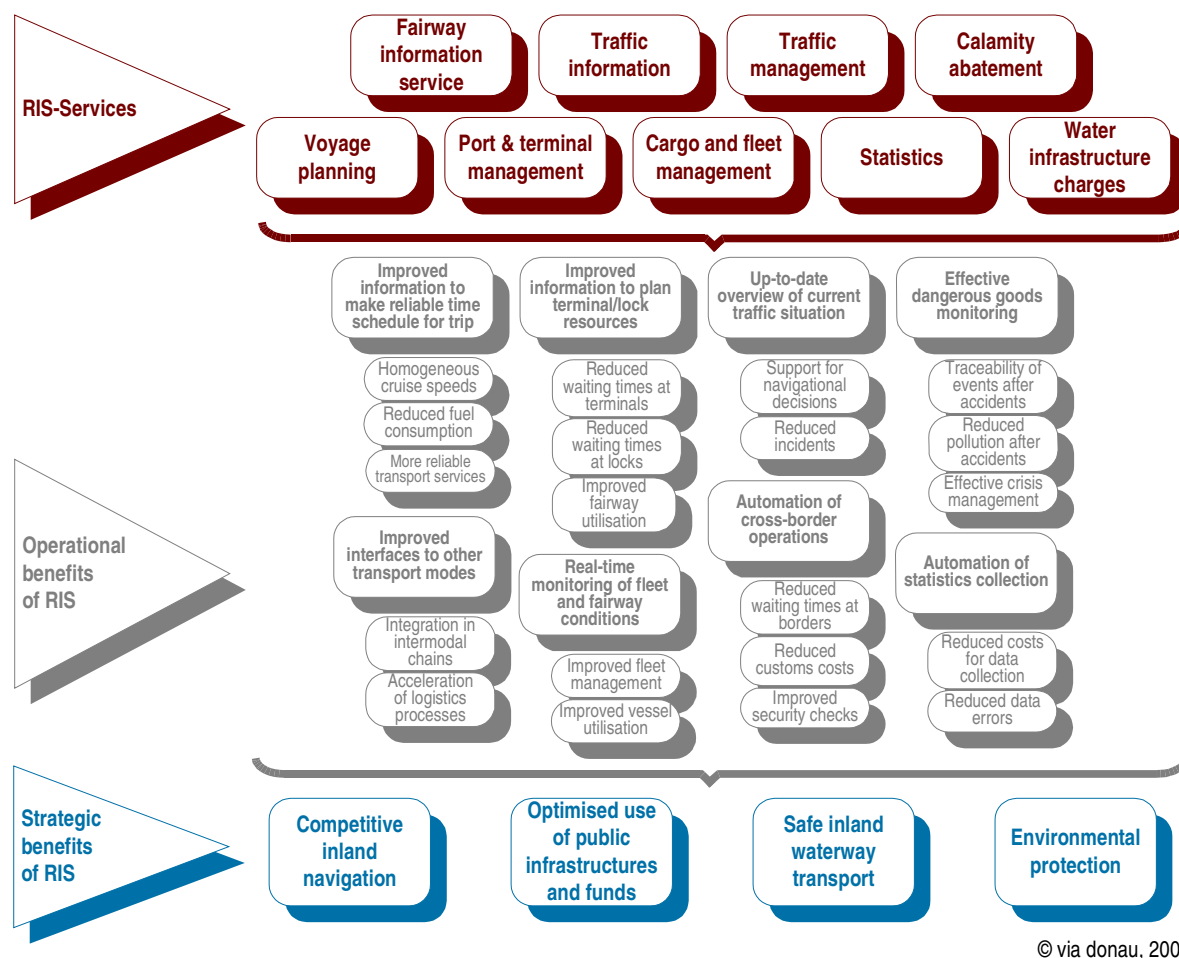 RIS-Services
Fairway
information
service
Traffic
information
Traffic
management
Calamity
abatement
Voyage
planning
Port & terminal
management
Cargo and fleet
management
Statistics
Water
infrastructure
charges
Operational
benefits
of RIS
Improved
information to
make reliable time
schedule for trip
Homogeneous
cruise speeds
Reduced fuel
consumption
More reliable
transport services
Improved
interfaces to other
transport modes
Integration in
intermodal
chains
Acceleration
of logistics
processes
Improved
information to plan
terminal/lock
resources
Reduced
waiting times at
terminals
Reduced
waiting times
at locks
Improved
fairway
utilisation
Real-time
monitoring of fleet
and fairway
conditions
Improved fleet
management
Improved vessel
utilisation
Up-to-date
overview of current
traffic situation
Support for
navigational
decisions
Reduced
incidents
Automation of
cross-border
operations
Reduced
waiting times at
borders
Reduced
customs costs
Improved
security checks
Effective
dangerous goods
monitoring
Traceability of
events after
accidents
Reduced
pollution after
accidents
Effective crisis
management
Automation of
statistics collection
Reduced costs
for data
collection
Reduced data
errors
Strategic
benefits
of RIS
Competitive
inland
navigation
Optimised use
of public
infrastructures
and funds
Safe inland
waterway
transport
Environmental
protection
© via donau, 200